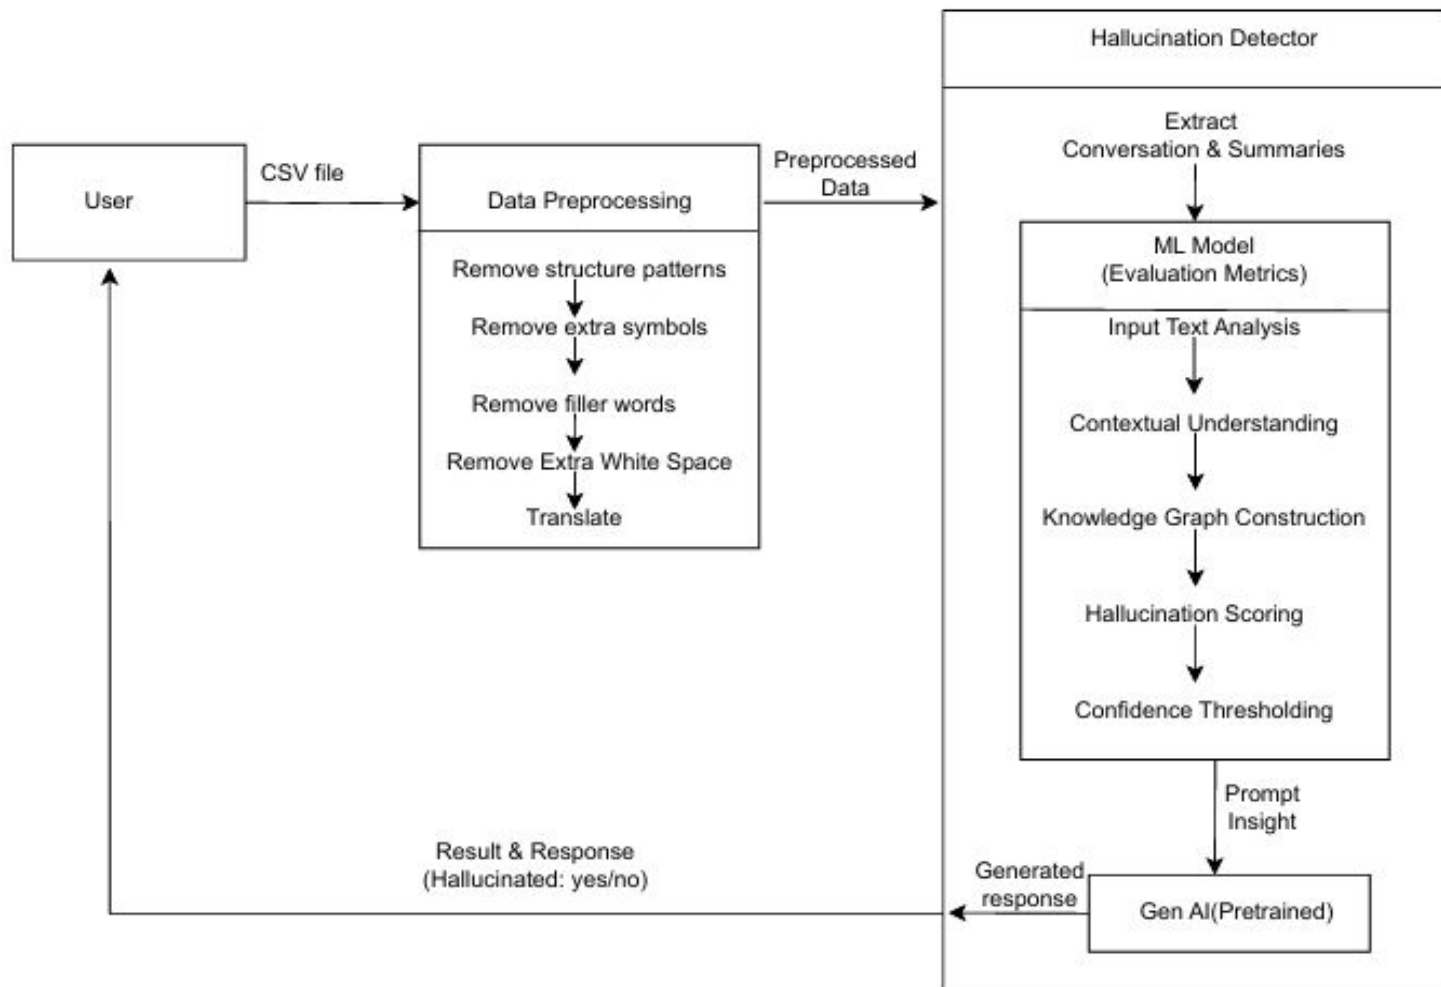 Hallucination Detector
Extract
Conversation & Summaries
User
CSV file
Data Preprocessing
Preprocessed
Data
Remove structure patterns
Remove extra symbols
Remove filler words
Remove Extra White Space
Translate
ML Model
(Evaluation Metrics)
Input Text Analysis
Contextual Understanding
Knowledge Graph Construction
Hallucination Scoring
Confidence Thresholding
Prompt
Insight
Gen AI(Pretrained)
Generated
response
Result & Response
(Hallucinated: yes/no)